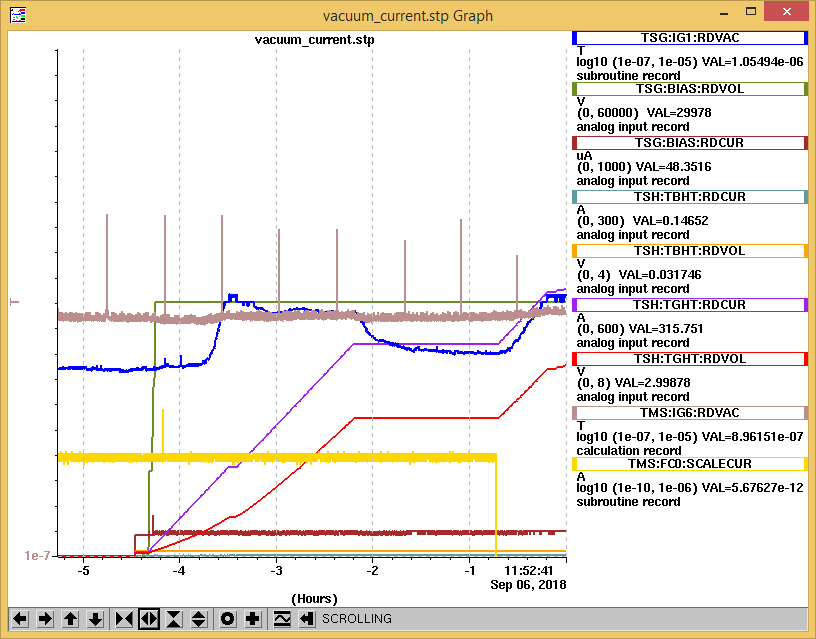 vacuum_current.stp Graph
vacuum_current.stp
TSG:IG1:RDVAC
T
log10 (1e-07, 1e-05) VAL=1.05494e-06
subroutine record
TSG:BIAS:RDVOL
V
(0, 60000) VAL=29978
analog input record
TSG:BIAS:RDCUR
uA
(0, 1000) VAL=48.3516
analog input record
TSH:TBHT:RDCUR
A
(0, 300) VAL=0.14652
analog input record
TSH:TBHT:RDVOL
V
(0, 4) VAL=0.031746
analog input record
TSH:TGHT:RDCUR
A
(0, 600) VAL=315.751
analog input record
TSH:TGHT:RDVOL
V
(0, 8) VAL=2.99878
analog input record
TMS:IG6:RDVAC
T
log10 (1e-07, 1e-05) VAL=8.96151e-07
calculation record
TMS:FC0:SCALECUR
A
log10 (1e-10, 1e-06) VAL=5.67627e-12
subroutine record
T
1e-7
-5 -4 -3 -2 -1 11:52:41
Sep 06, 2018
(Hours)
SCROLLING